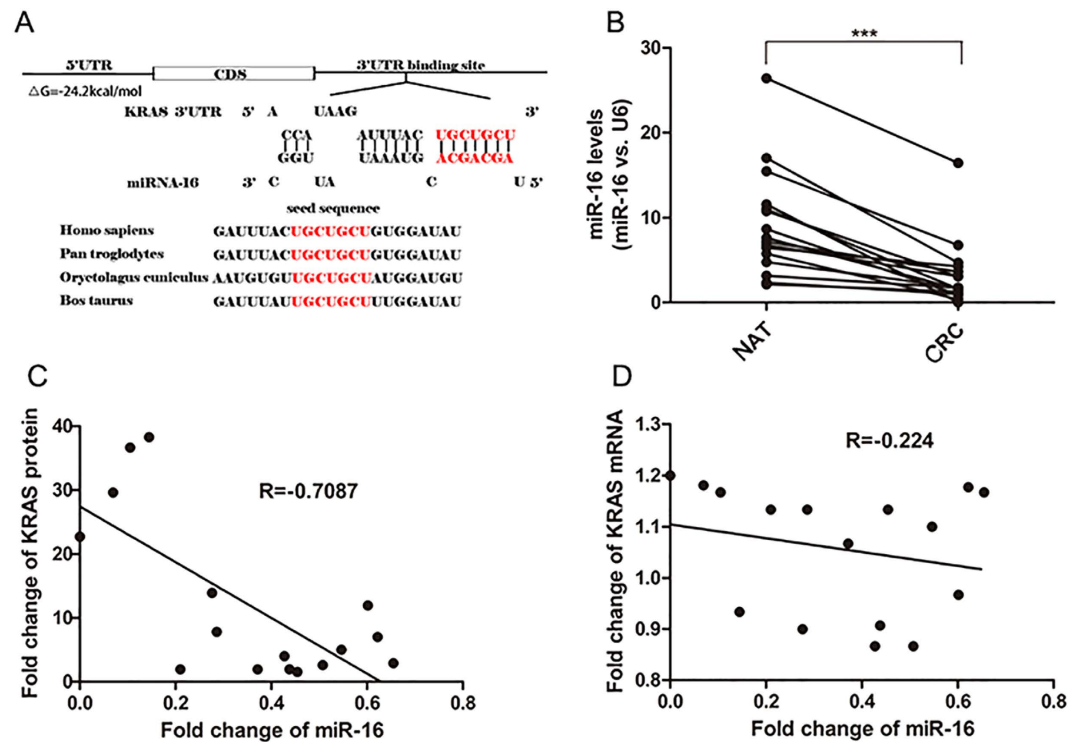 A
5'UTR CDS 3'UTR binding site
△G=-24.2kcal/mol
KRAS 3'UTR 5' A UAAG 3'
CCA AUUUAC UGCUGCU
GGU UAAAUG ACGACGA
miRNA-16 3' C UA C U 5'
seed sequence
Homo sapiens GAUUUACUGCUGCUGUGGAUAU
Pan troglodytes GAUUUACUGCUGCUGUGGAUAU
Oryctolagus cuniculus AAUGUGUUGCUGCUAUGGAUGU
Bos taurus GAUUUAUUGCUGCUUUGGAUAU
B
***
miR-16 levels
(miR-16 vs. U6)
30
20
10
0
NAT CRC
C
Fold change of KRAS protein
40
30
20
10
0
R=-0.7087
0.0 0.2 0.4 0.6 0.8
Fold change of miR-16
D
Fold change of KRAS mRNA
1.3
1.2
1.1
1.0
0.9
0.8
R=-0.224
0.0 0.2 0.4 0.6 0.8
Fold change of miR-16